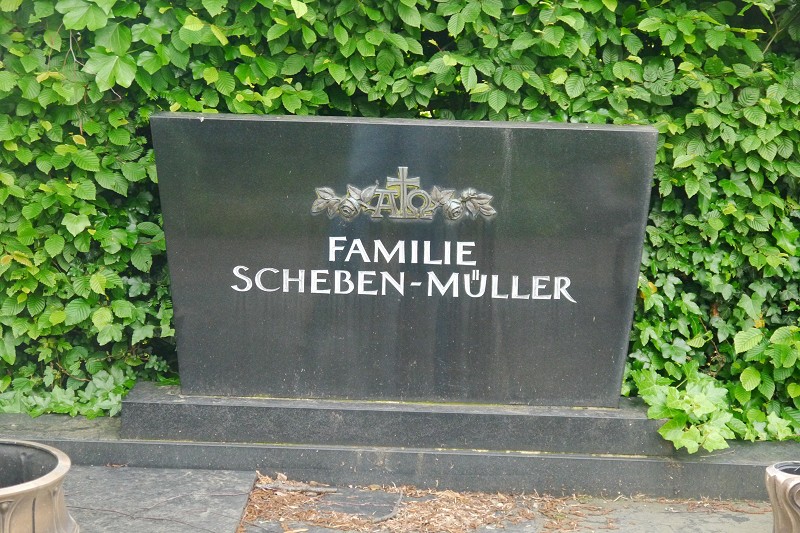 A Ω
FAMILIE
SCHEBEN-MÜLLER